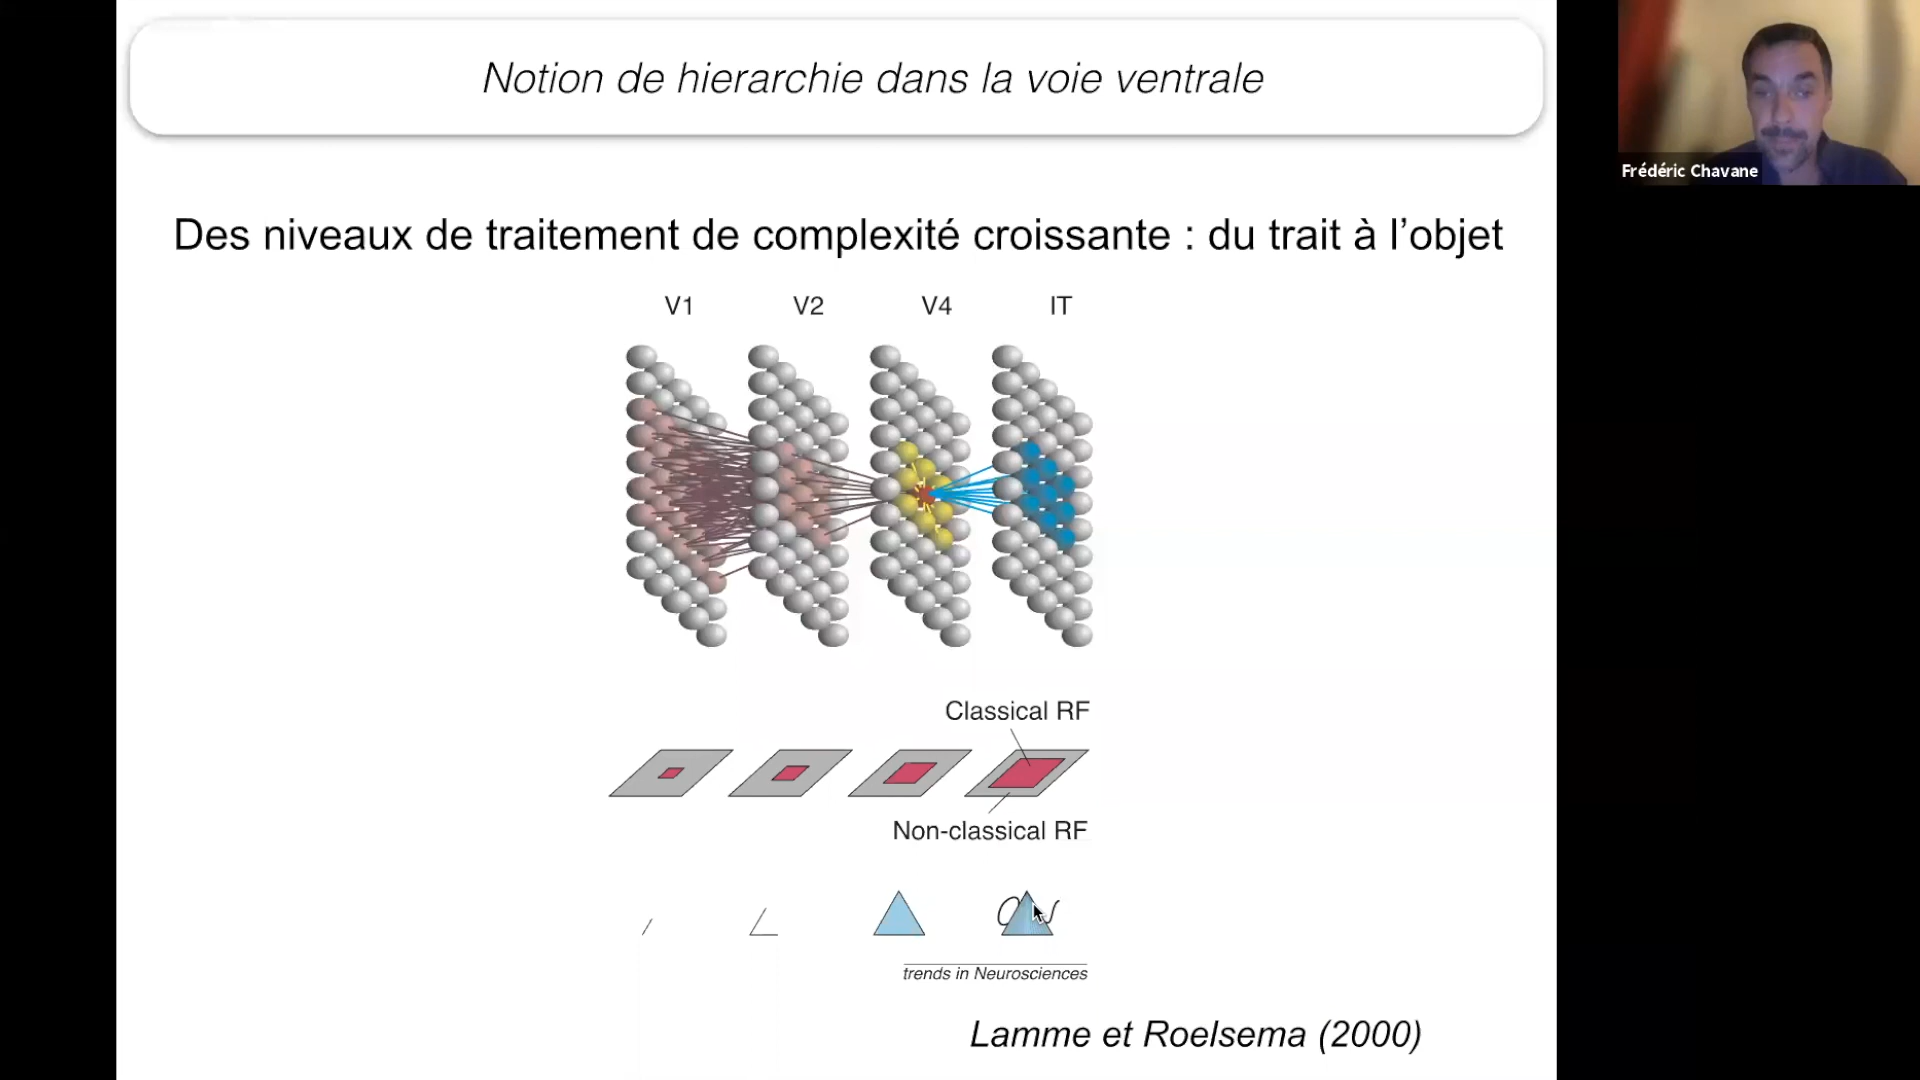 Notion de hierarchie dans la voie ventrale
Frédéric Chavane
Des niveaux de traitement de complexité croissante : du trait à l'objet
V1 V2 V4 IT
Classical RF
Non-classical RF
trends in Neurosciences
Lamme et Roelsema (2000)